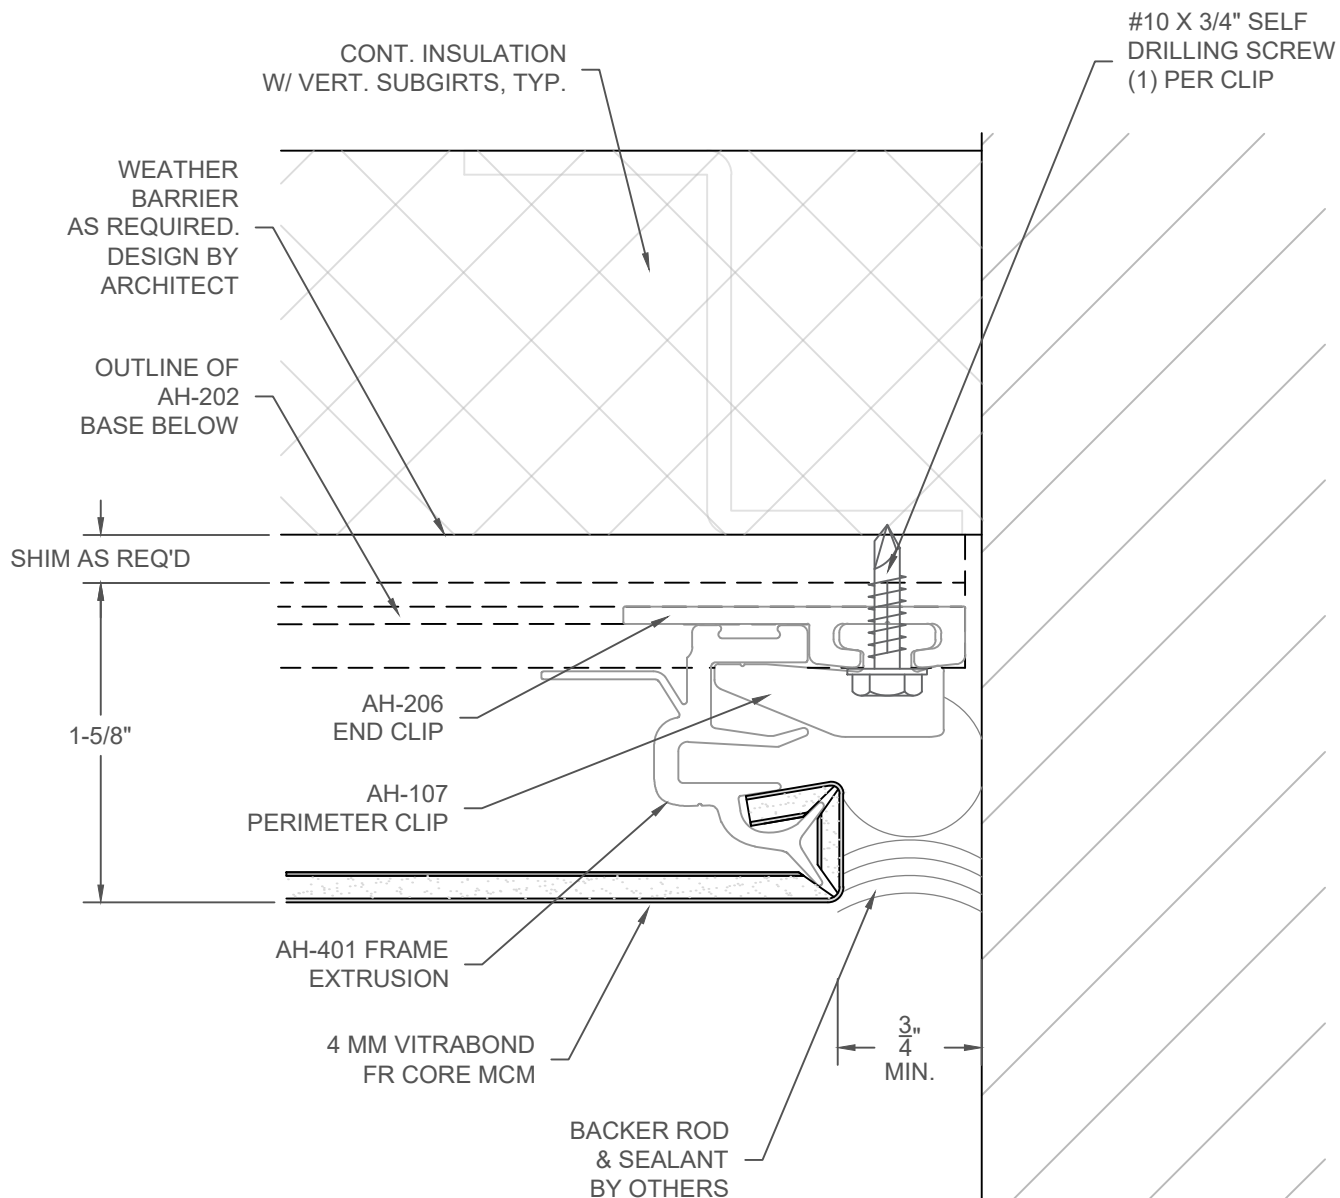 #10 X 3/4" SELF
DRILLING SCREW
(1) PER CLIP
CONT. INSULATION
W/ VERT. SUBGIRTS, TYP.
WEATHER
BARRIER
AS REQUIRED.
DESIGN BY
ARCHITECT
OUTLINE OF
AH-202
BASE BELOW
SHIM AS REQ'D
1-5/8"
AH-206
END CLIP
AH-107
PERIMETER CLIP
AH-401 FRAME
EXTRUSION
4 MM VITRABOND
FR CORE MCM
3/4"
MIN.
BACKER ROD
& SEALANT
BY OTHERS